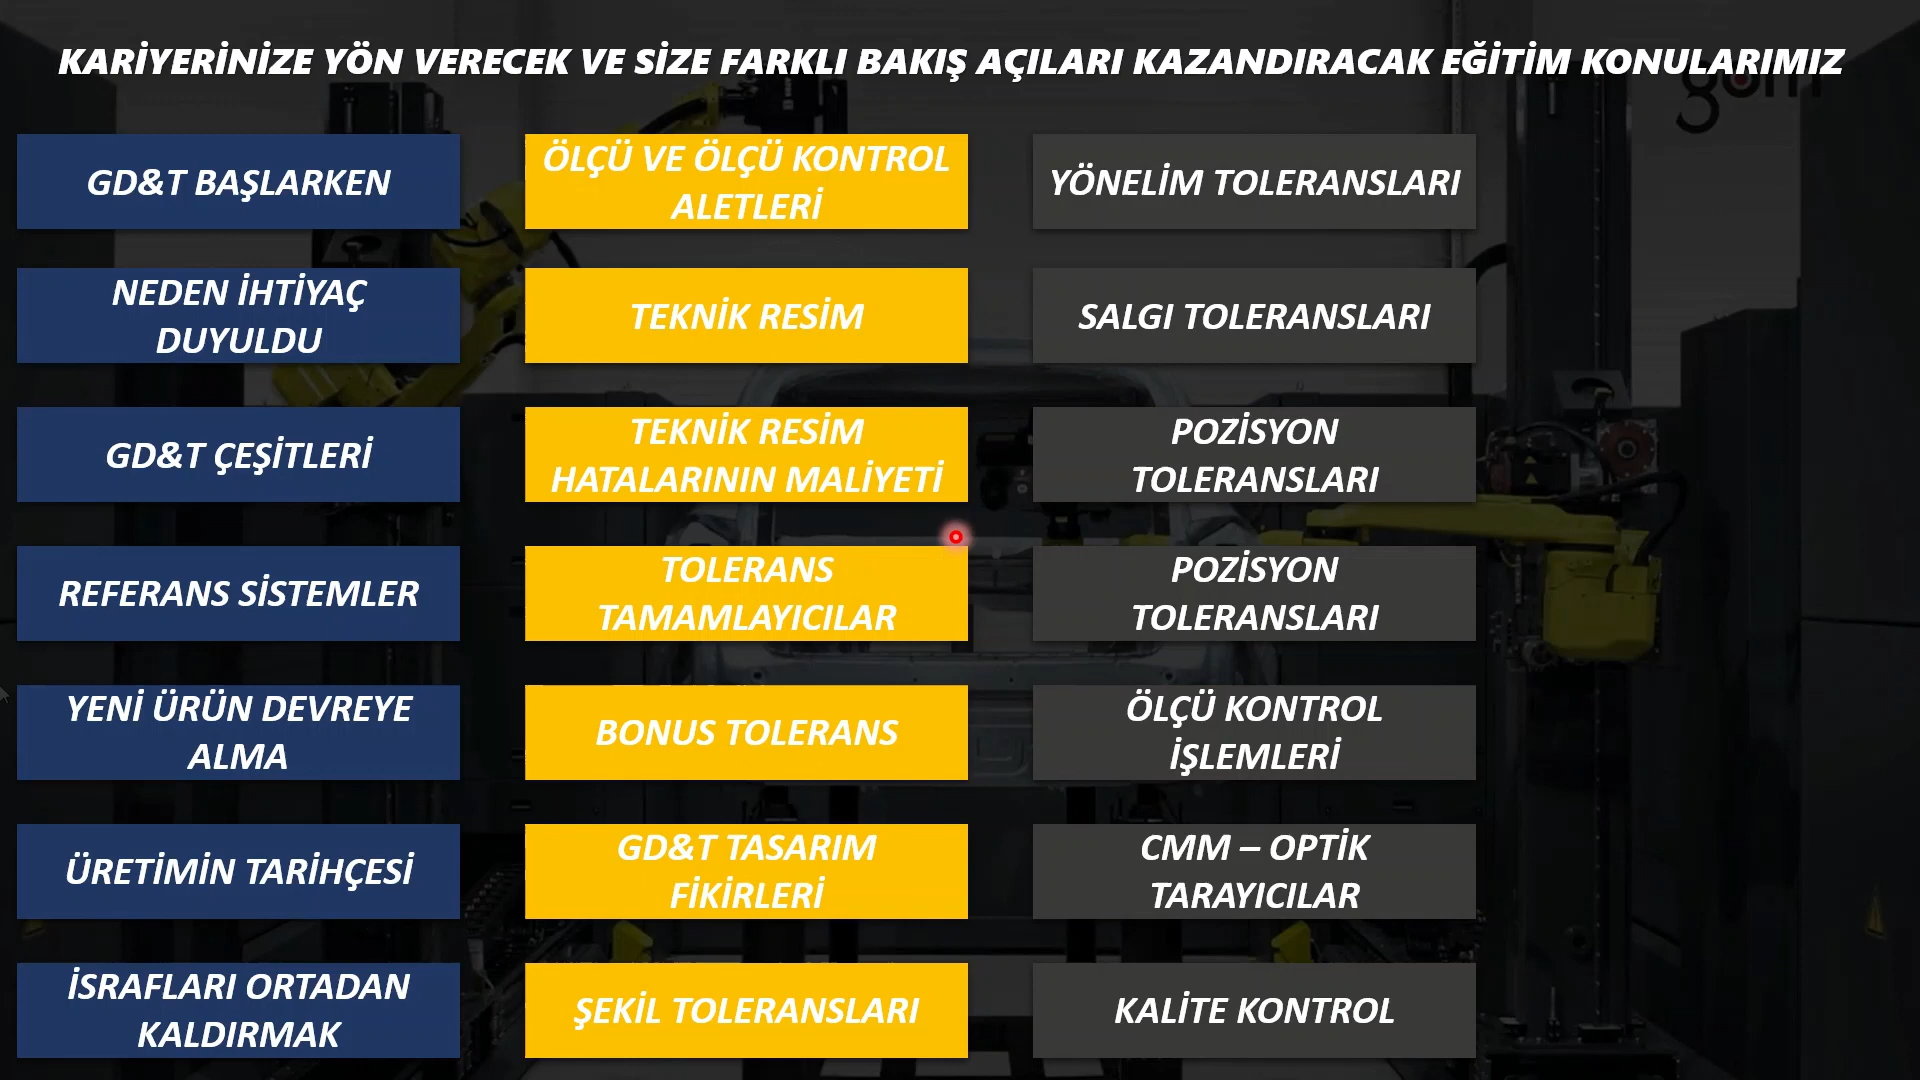 KARİYERİNİZE YÖN VERECEK VE SİZE FARKLI BAKIŞ AÇILARI KAZANDIRACAK EĞİTİM KONULARIMIZ
gom
GD&T BAŞLARKEN
NEDEN İHTİYAÇ
DUYULDU
GD&T ÇEŞİTLERİ
REFERANS SİSTEMLER
YENİ ÜRÜN DEVREYE
ALMA
ÜRETİMİN TARİHÇESİ
İSRAFLARI ORTADAN
KALDIRMAK
ÖLÇÜ VE ÖLÇÜ KONTROL
ALETLERİ
TEKNİK RESİM
TEKNİK RESİM
HATALARININ MALİYETİ
TOLERANS
TAMAMLAYICILAR
BONUS TOLERANS
GD&T TASARIM
FİKİRLERİ
ŞEKİL TOLERANSLARI
YÖNELİM TOLERANSLARI
SALGI TOLERANSLARI
POZİSYON
TOLERANSLARI
POZİSYON
TOLERANSLARI
ÖLÇÜ KONTROL
İŞLEMLERİ
CMM – OPTİK
TARAYICILAR
KALİTE KONTROL